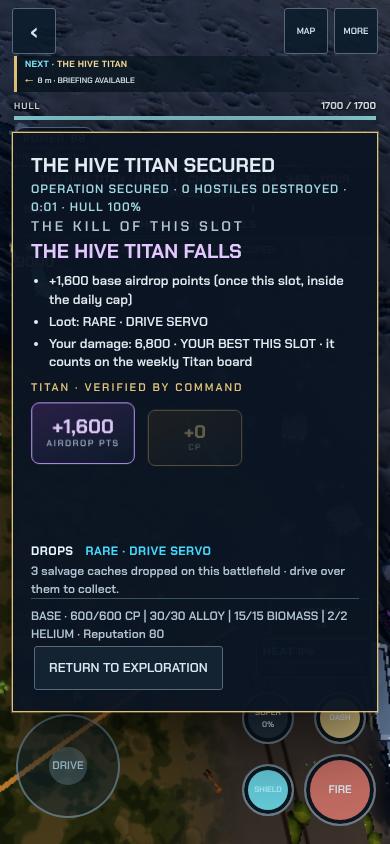 ‹
MAP
MORE
NEXT · THE HIVE TITAN
← 8 m · BRIEFING AVAILABLE
HULL
1700 / 1700
THE HIVE TITAN SECURED
OPERATION SECURED · 0 HOSTILES DESTROYED ·
0:01 · HULL 100%
THE KILL OF THIS SLOT
THE HIVE TITAN FALLS
• +1,600 base airdrop points (once this slot, inside
the daily cap)
• Loot: RARE · DRIVE SERVO
• Your damage: 6,800 · YOUR BEST THIS SLOT · it
counts on the weekly Titan board
TITAN · VERIFIED BY COMMAND
+1,600
AIRDROP PTS
+0
CP
DROPS RARE · DRIVE SERVO
3 salvage caches dropped on this battlefield · drive over
them to collect.
BASE · 600/600 CP | 30/30 ALLOY | 15/15 BIOMASS | 2/2
HELIUM · Reputation 80
HEAT 0%
RETURN TO EXPLORATION
SUPER
0%
DASH
DRIVE
SHIELD
FIRE